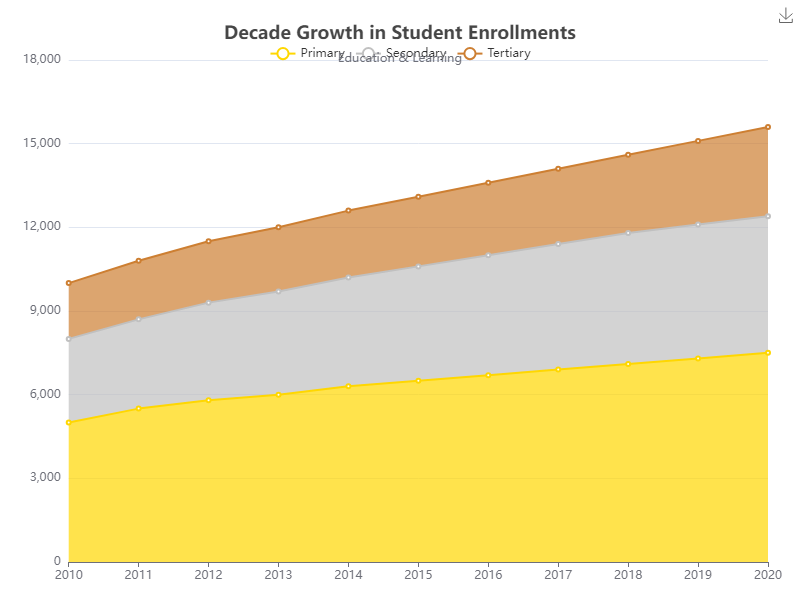 Decade Growth in Student Enrollments
Primary Secondary Tertiary
Education & Learning
18,000
15,000
12,000
9,000
6,000
3,000
0
2010 2011 2012 2013 2014 2015 2016 2017 2018 2019 2020